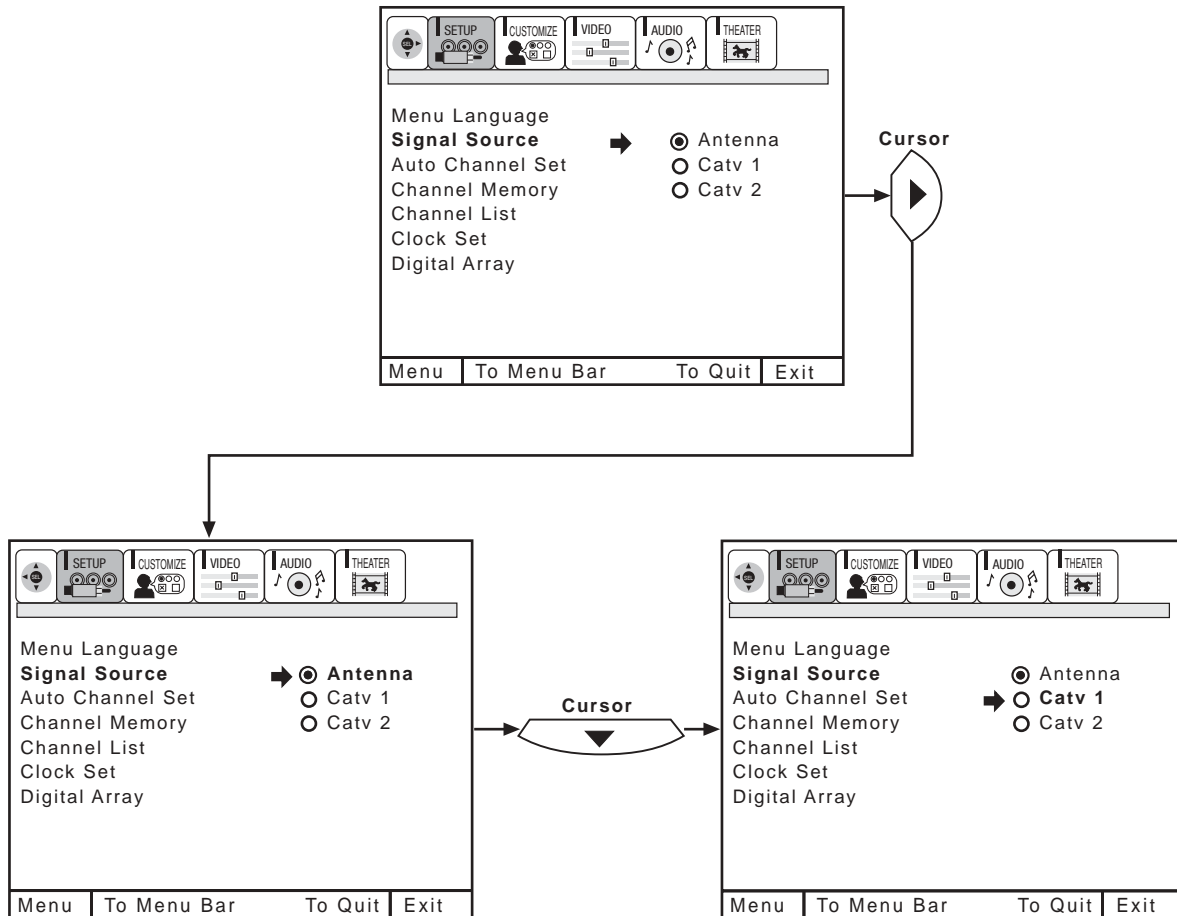 SEL SETUP CUSTOMIZE VIDEO AUDIO THEATER
Menu Language
Signal Source Antenna
Auto Channel Set Catv 1
Channel Memory Catv 2
Channel List
Clock Set
Digital Array
Menu To Menu Bar To Quit Exit
Cursor
SEL SETUP CUSTOMIZE VIDEO AUDIO THEATER
Menu Language
Signal Source Antenna
Auto Channel Set Catv 1
Channel Memory Catv 2
Channel List
Clock Set
Digital Array
Menu To Menu Bar To Quit Exit
Cursor
SEL SETUP CUSTOMIZE VIDEO AUDIO THEATER
Menu Language
Signal Source Antenna
Auto Channel Set Catv 1
Channel Memory Catv 2
Channel List
Clock Set
Digital Array
Menu To Menu Bar To Quit Exit